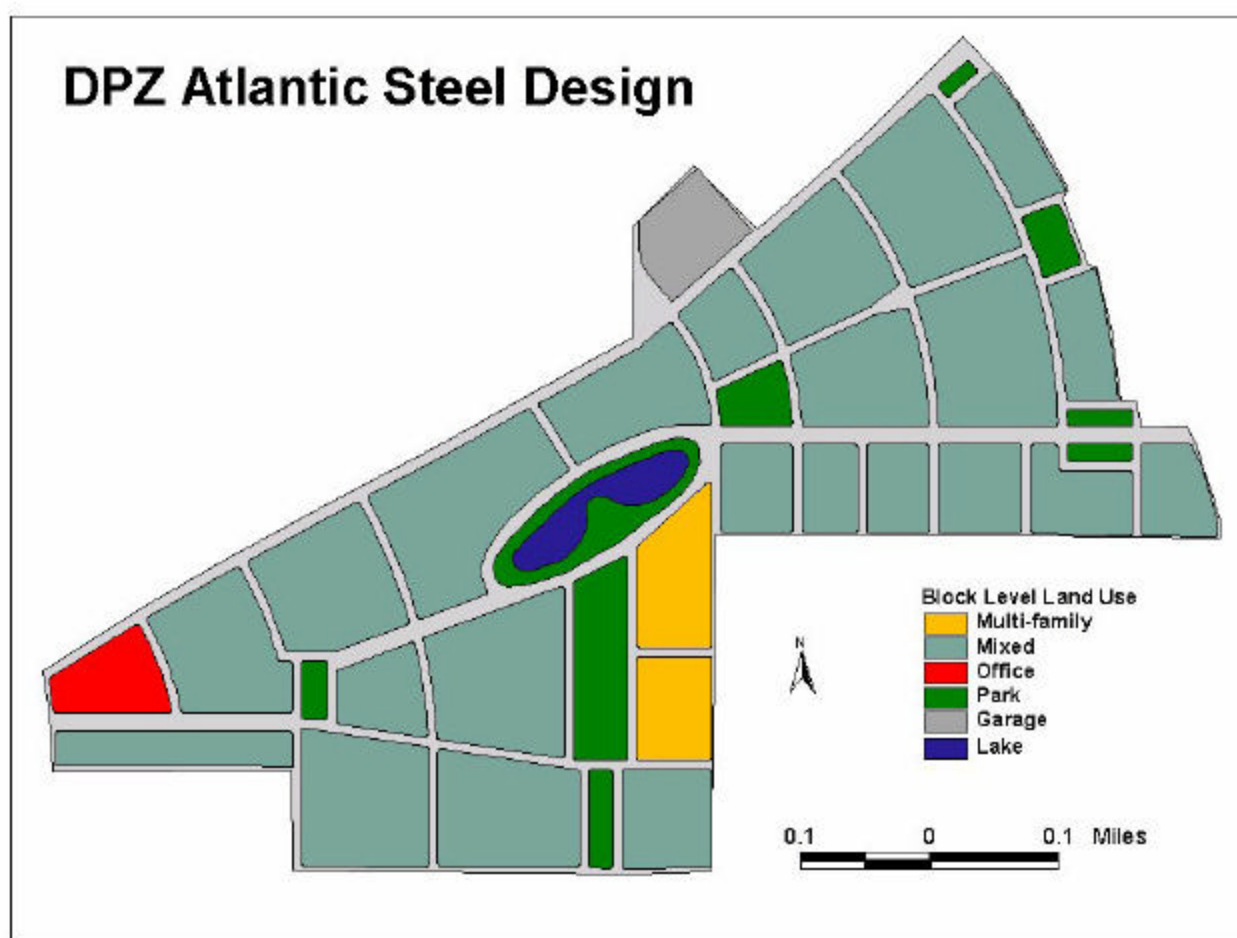 DPZ Atlantic Steel Design
Block Level Land Use
Multi-family
Mixed
Office
Park
Garage
Lake
N
0.1 0 0.1 Miles